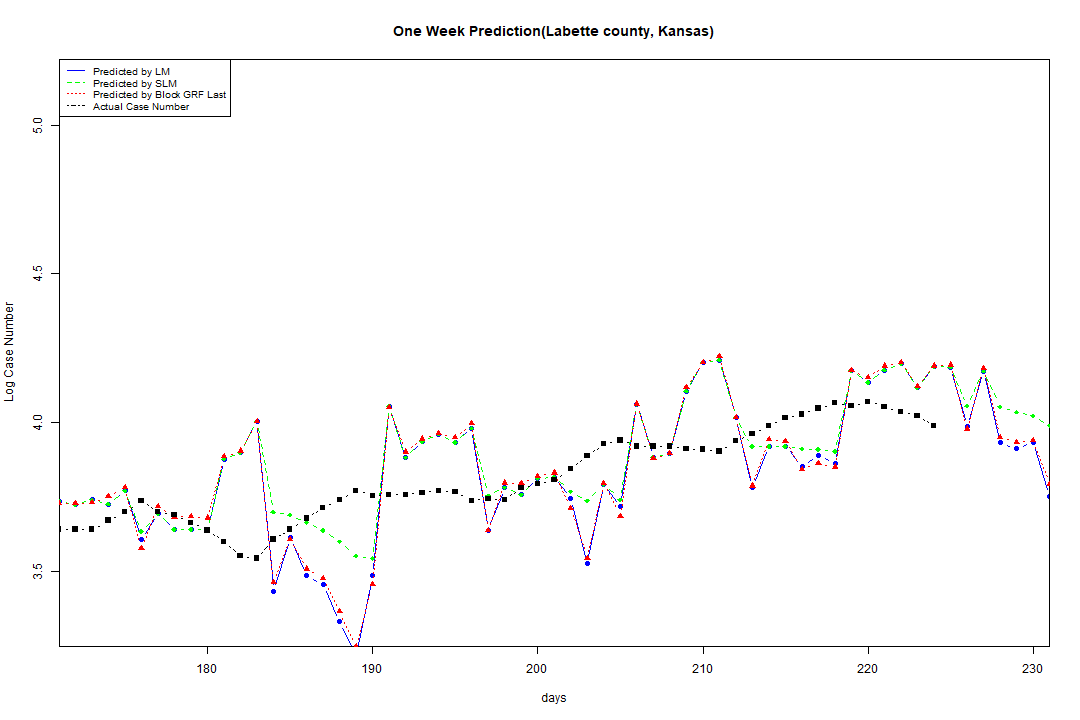 One Week Prediction(Labette county, Kansas)
Predicted by LM
Predicted by SLM
Predicted by Block GRF Last
Actual Case Number
5.0
4.5
4.0
3.5
Log Case Number
180 190 200 210 220 230
days